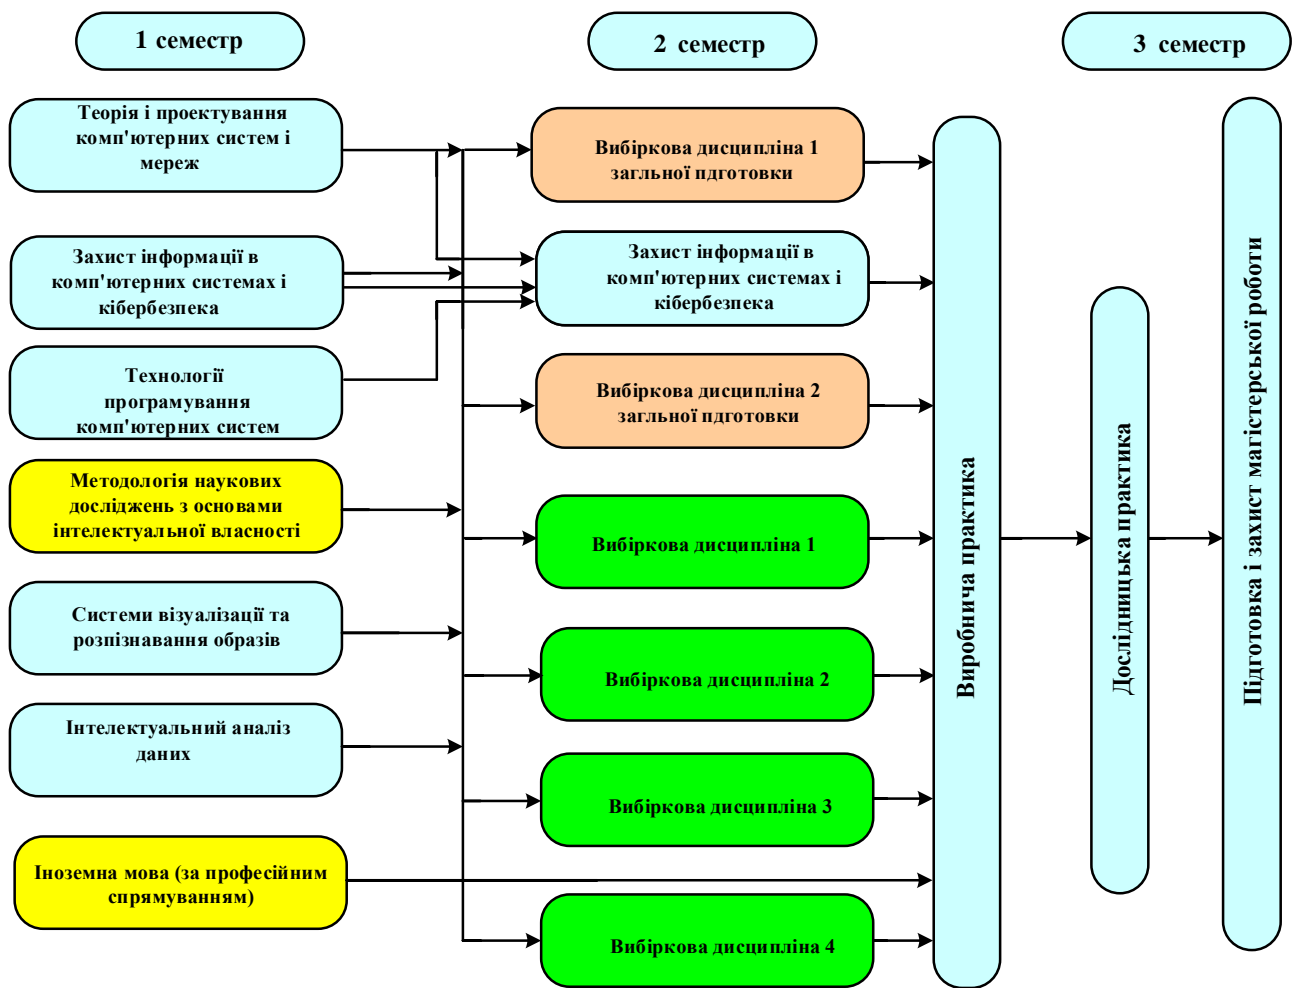 1 семестр
2 семестр
3 семестр
Теорія і проектування
комп'ютерних систем і
мереж
Захист інформації в
комп'ютерних системах і
кібербезпека
Технології
програмування
комп'ютерних систем
Методологія наукових
досліджень з основами
інтелектуальної власності
Системи візуалізації та
розпізнавання образів
Інтелектуальний аналіз
даних
Іноземна мова (за професійним
спрямуванням)
Вибіркова дисципліна 1
загльної пдготовки
Захист інформації в
комп'ютерних системах і
кібербезпека
Вибіркова дисципліна 2
загльної пдготовки
Вибіркова дисципліна 1
Вибіркова дисципліна 2
Вибіркова дисципліна 3
Вибіркова дисципліна 4
Виробнича практика
Дослідницька практика
Підготовка і захист магістерської роботи